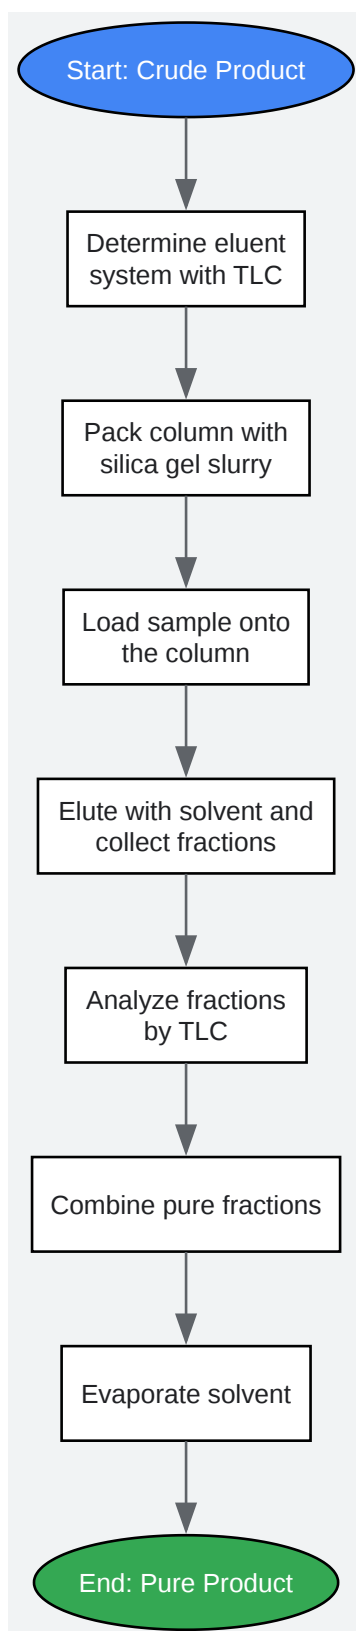 Start: Crude Product
Determine eluent
system with TLC
Pack column with
silica gel slurry
Load sample onto
the column
Elute with solvent and
collect fractions
Analyze fractions
by TLC
Combine pure fractions
Evaporate solvent
End: Pure Product